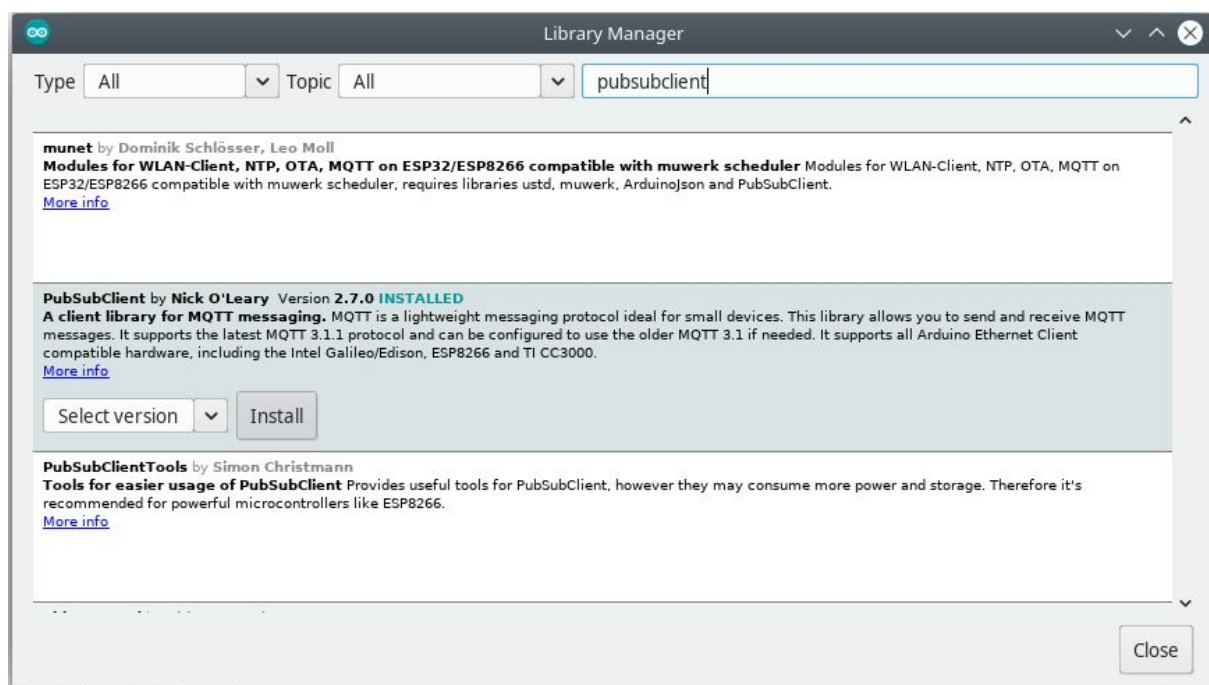 Library Manager
Type All Topic All pubsubclient
munet by Dominik Schlösser, Leo Moll
Modules for WLAN-Client, NTP, OTA, MQTT on ESP32/ESP8266 compatible with muwerk scheduler Modules for WLAN-Client, NTP, OTA, MQTT on
ESP32/ESP8266 compatible with muwerk scheduler, requires libraries ustd, muwerk, ArduinoJson and PubSubClient.
More info
PubSubClient by Nick O'Leary Version 2.7.0 INSTALLED
A client library for MQTT messaging. MQTT is a lightweight messaging protocol ideal for small devices. This library allows you to send and receive MQTT
messages. It supports the latest MQTT 3.1.1 protocol and can be configured to use the older MQTT 3.1 if needed. It supports all Arduino Ethernet Client
compatible hardware, including the Intel Galileo/Edison, ESP8266 and TI CC3000.
More info
Select version Install
PubSubClientTools by Simon Christmann
Tools for easier usage of PubSubClient Provides useful tools for PubSubClient, however they may consume more power and storage. Therefore it's
recommended for powerful microcontrollers like ESP8266.
More info
Close